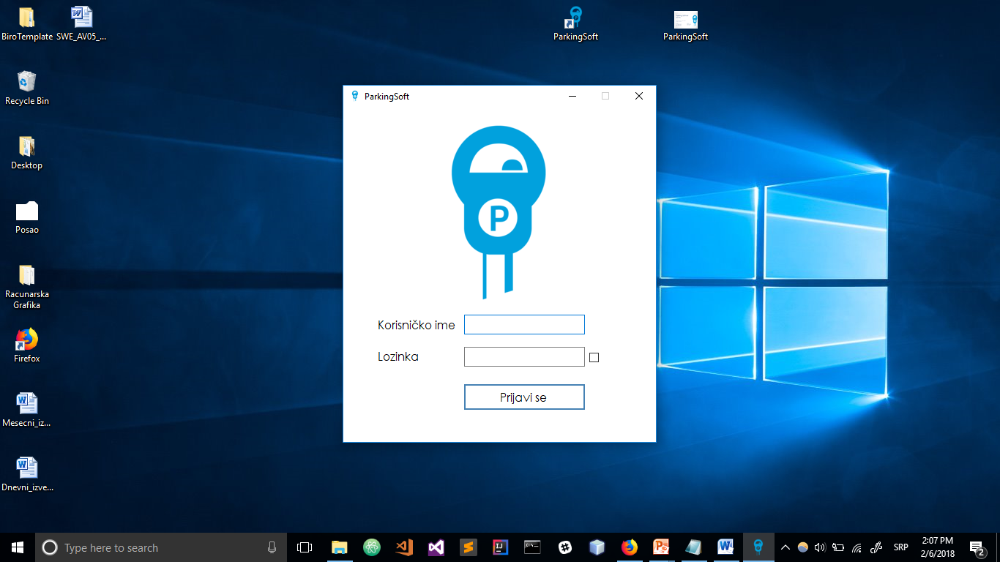 BiroTemplate
SWE_AV05_...
ParkingSoft
ParkingSoft
Recycle Bin
Desktop
Posao
Racunarska
Grafika
Firefox
Mesecni_iz...
Dnevni_izve...
ParkingSoft
P
Korisničko ime
Lozinka
Prijavi se
Type here to search
SRP
2:07 PM
2/6/2018
2